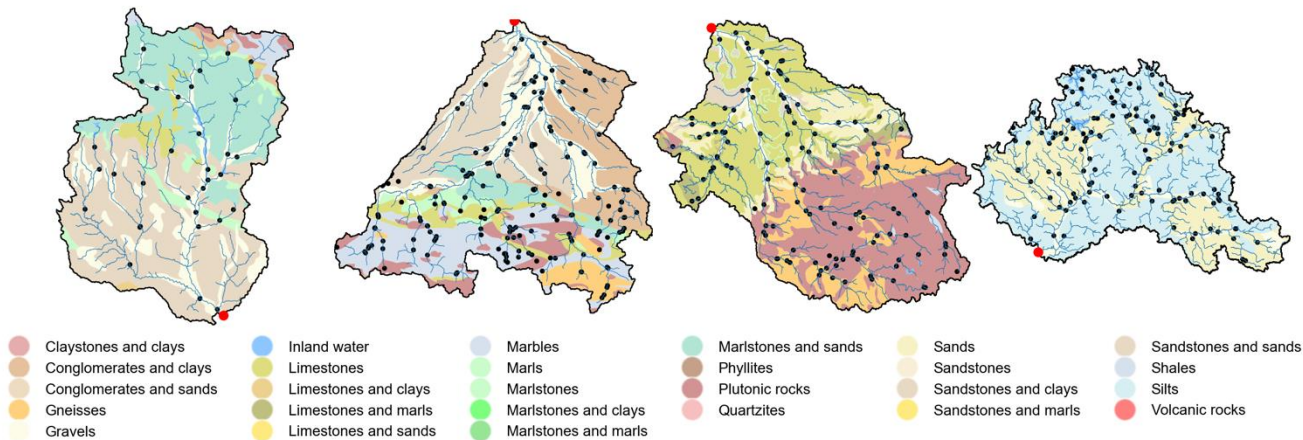 Claystones and clays
Conglomerates and clays
Conglomerates and sands
Gneisses
Gravels
Inland water
Limestones
Limestones and clays
Limestones and marls
Limestones and sands
Marbles
Marls
Marlstones
Marlstones and clays
Marlstones and marls
Marlstones and sands
Phyllites
Plutonic rocks
Quartzites
Sands
Sandstones
Sandstones and clay
Sandstones and marls
Sandstones and sands
Shales
Silts
Volcanic rocks